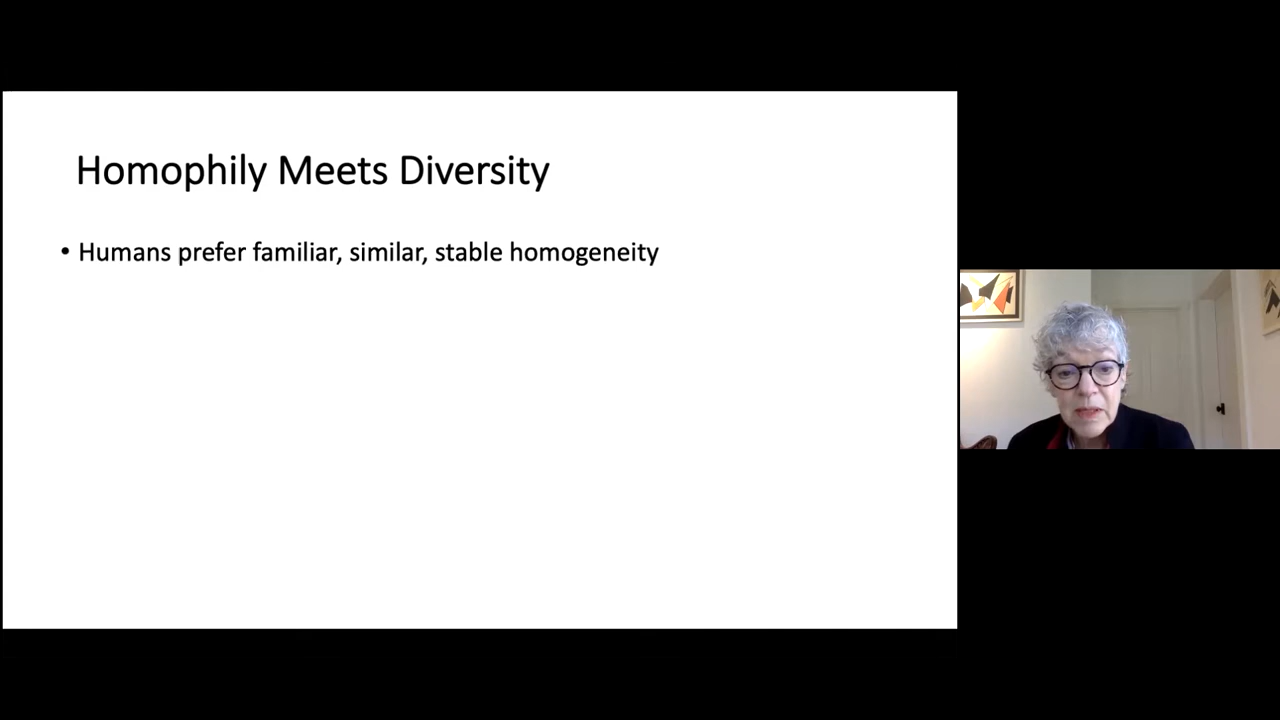 Homophily Meets Diversity
• Humans prefer familiar, similar, stable homogeneity